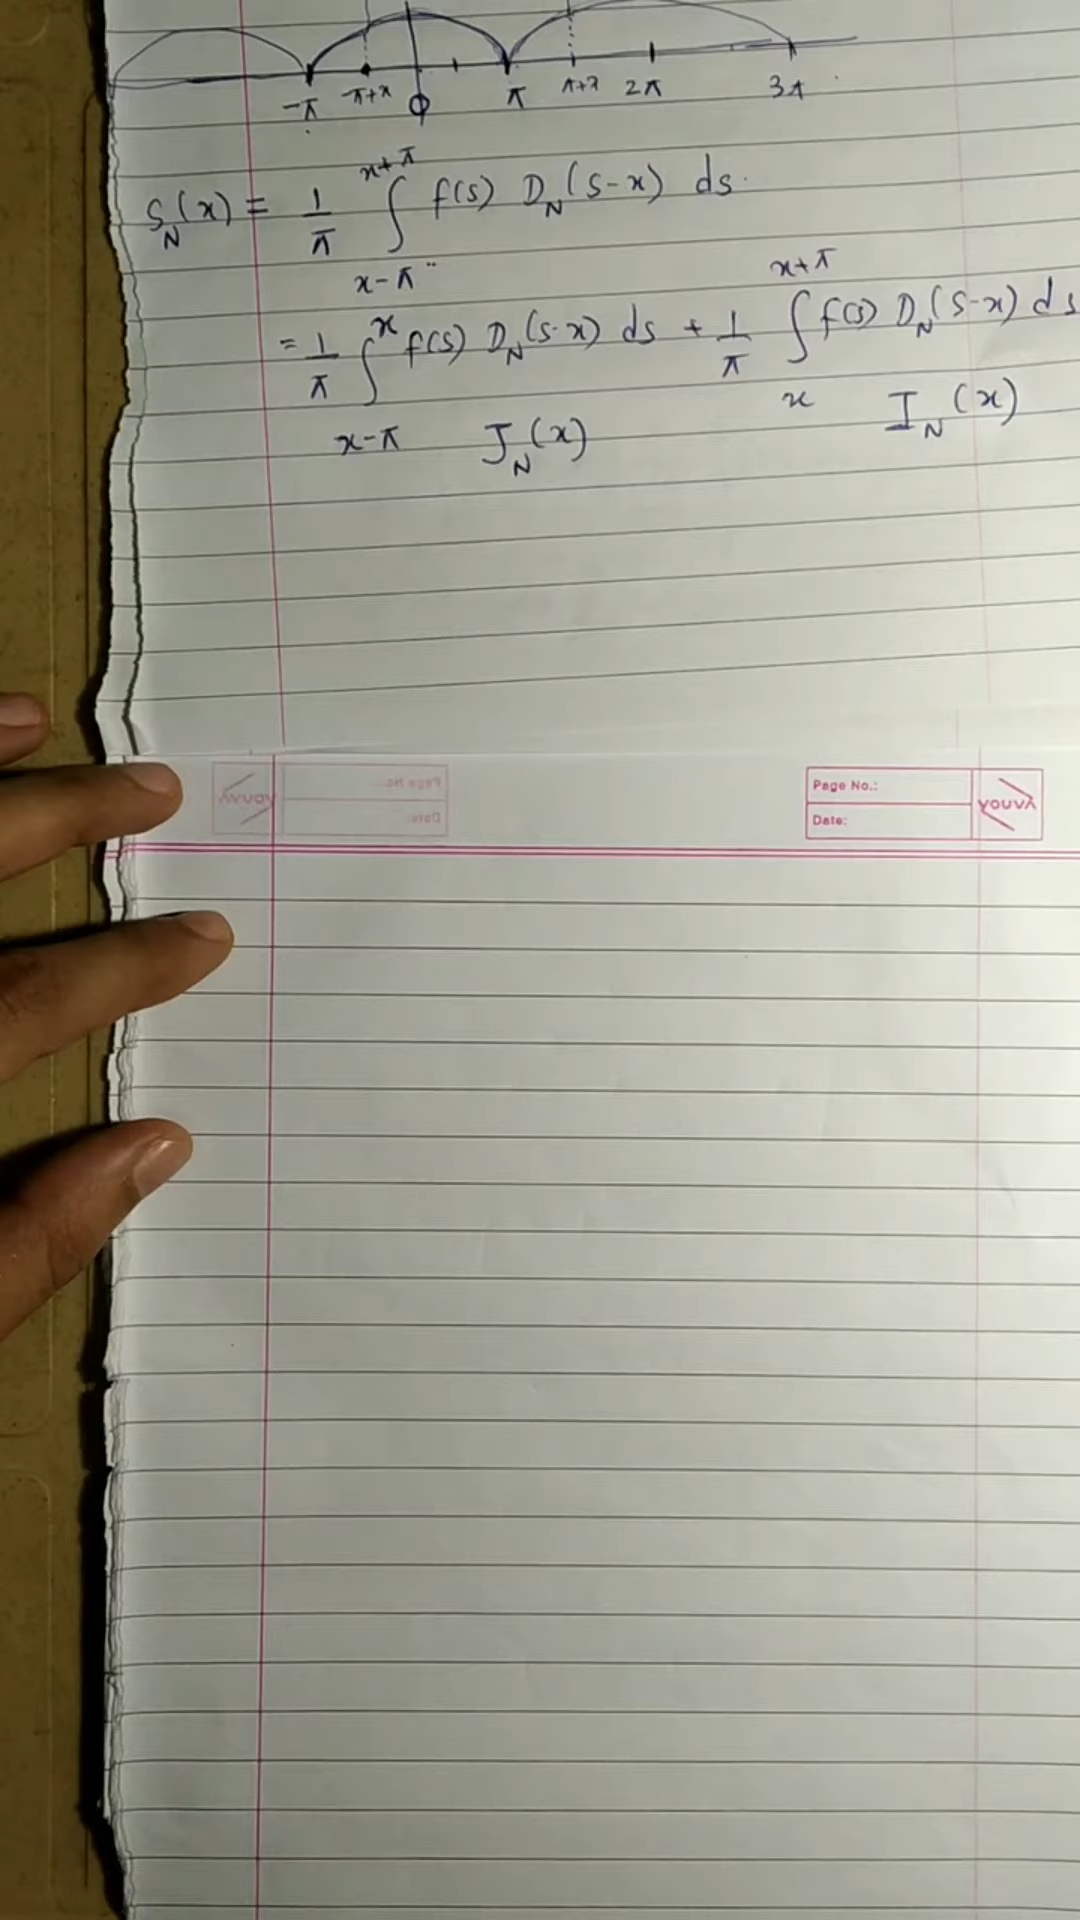 -π -π+x 0 π π+x 2π 3π
S_N(x) = 1/π ∫_{x-π}^{x+π} f(s) D_N(s-x) ds.
= 1/π ∫_{x-π}^{x} f(s) D_N(s-x) ds + 1/π ∫_{x}^{x+π} f(s) D_N(s-x) ds
J_N(x) I_N(x)
Page No.:
Date:
youva